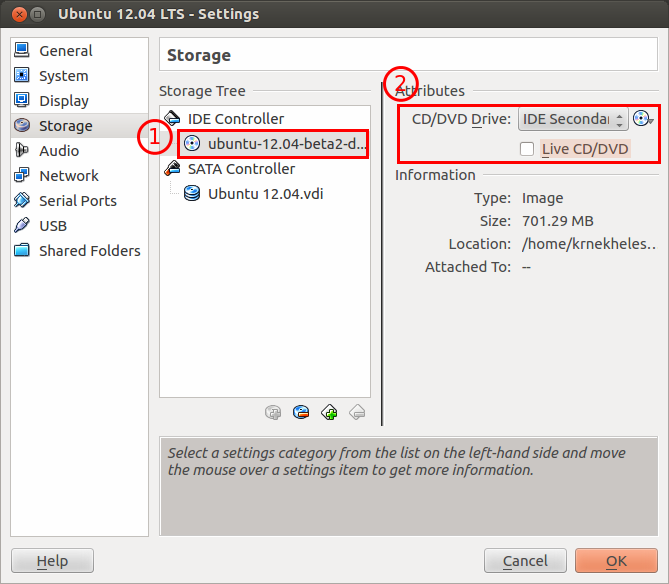 Ubuntu 12.04 LTS - Settings
General
System
Display
Storage
Audio
Network
Serial Ports
USB
Shared Folders
Storage
Storage Tree
IDE Controller
1
ubuntu-12.04-beta2-d...
SATA Controller
Ubuntu 12.04.vdi
2
Attributes
CD/DVD Drive: IDE Secondar
Live CD/DVD
Information
Type: Image
Size: 701.29 MB
Location: /home/krnekheles..
Attached To: --
Select a settings category from the list on the left-hand side and move
the mouse over a settings item to get more information.
Help
Cancel
OK